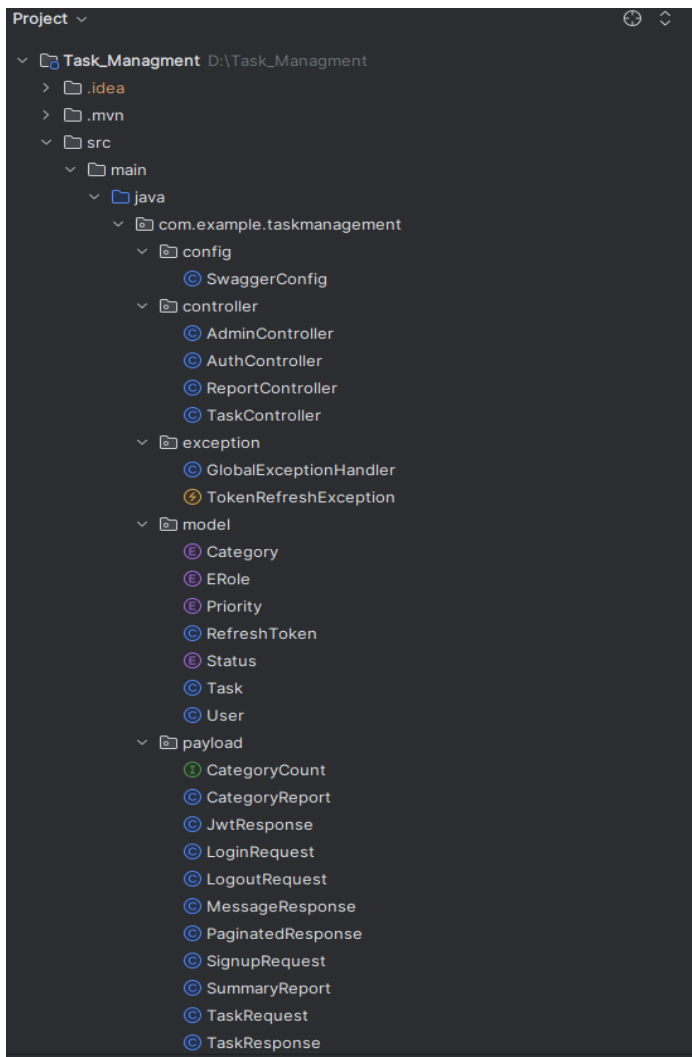 Project
Task_Managment D:\Task_Managment
.idea
.mvn
src
main
java
com.example.taskmanagement
config
C SwaggerConfig
controller
C AdminController
C AuthController
C ReportController
C TaskController
exception
C GlobalExceptionHandler
TokenRefreshException
model
E Category
E ERole
E Priority
C RefreshToken
E Status
C Task
C User
payload
I CategoryCount
C CategoryReport
C JwtResponse
C LoginRequest
C LogoutRequest
C MessageResponse
C PaginatedResponse
C SignupRequest
C SummaryReport
C TaskRequest
C TaskResponse